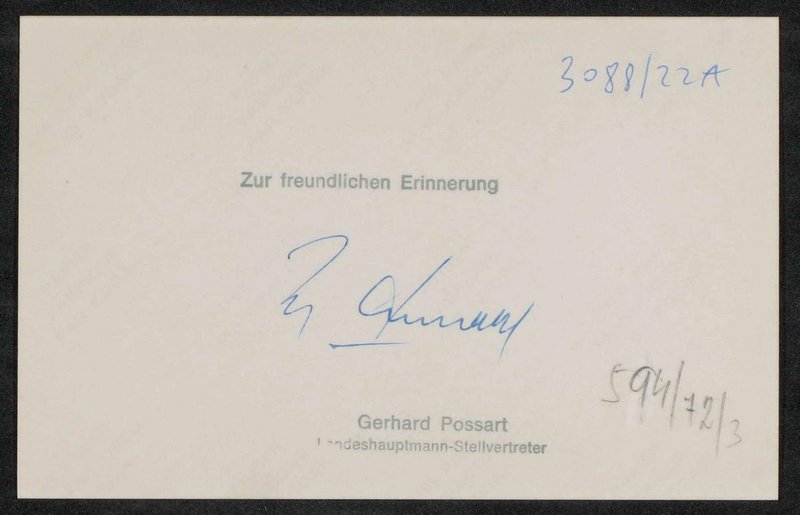 3088/22A
Zur freundlichen Erinnerung
594/72/3
Gerhard Possart
Landeshauptmann-Stellvertreter